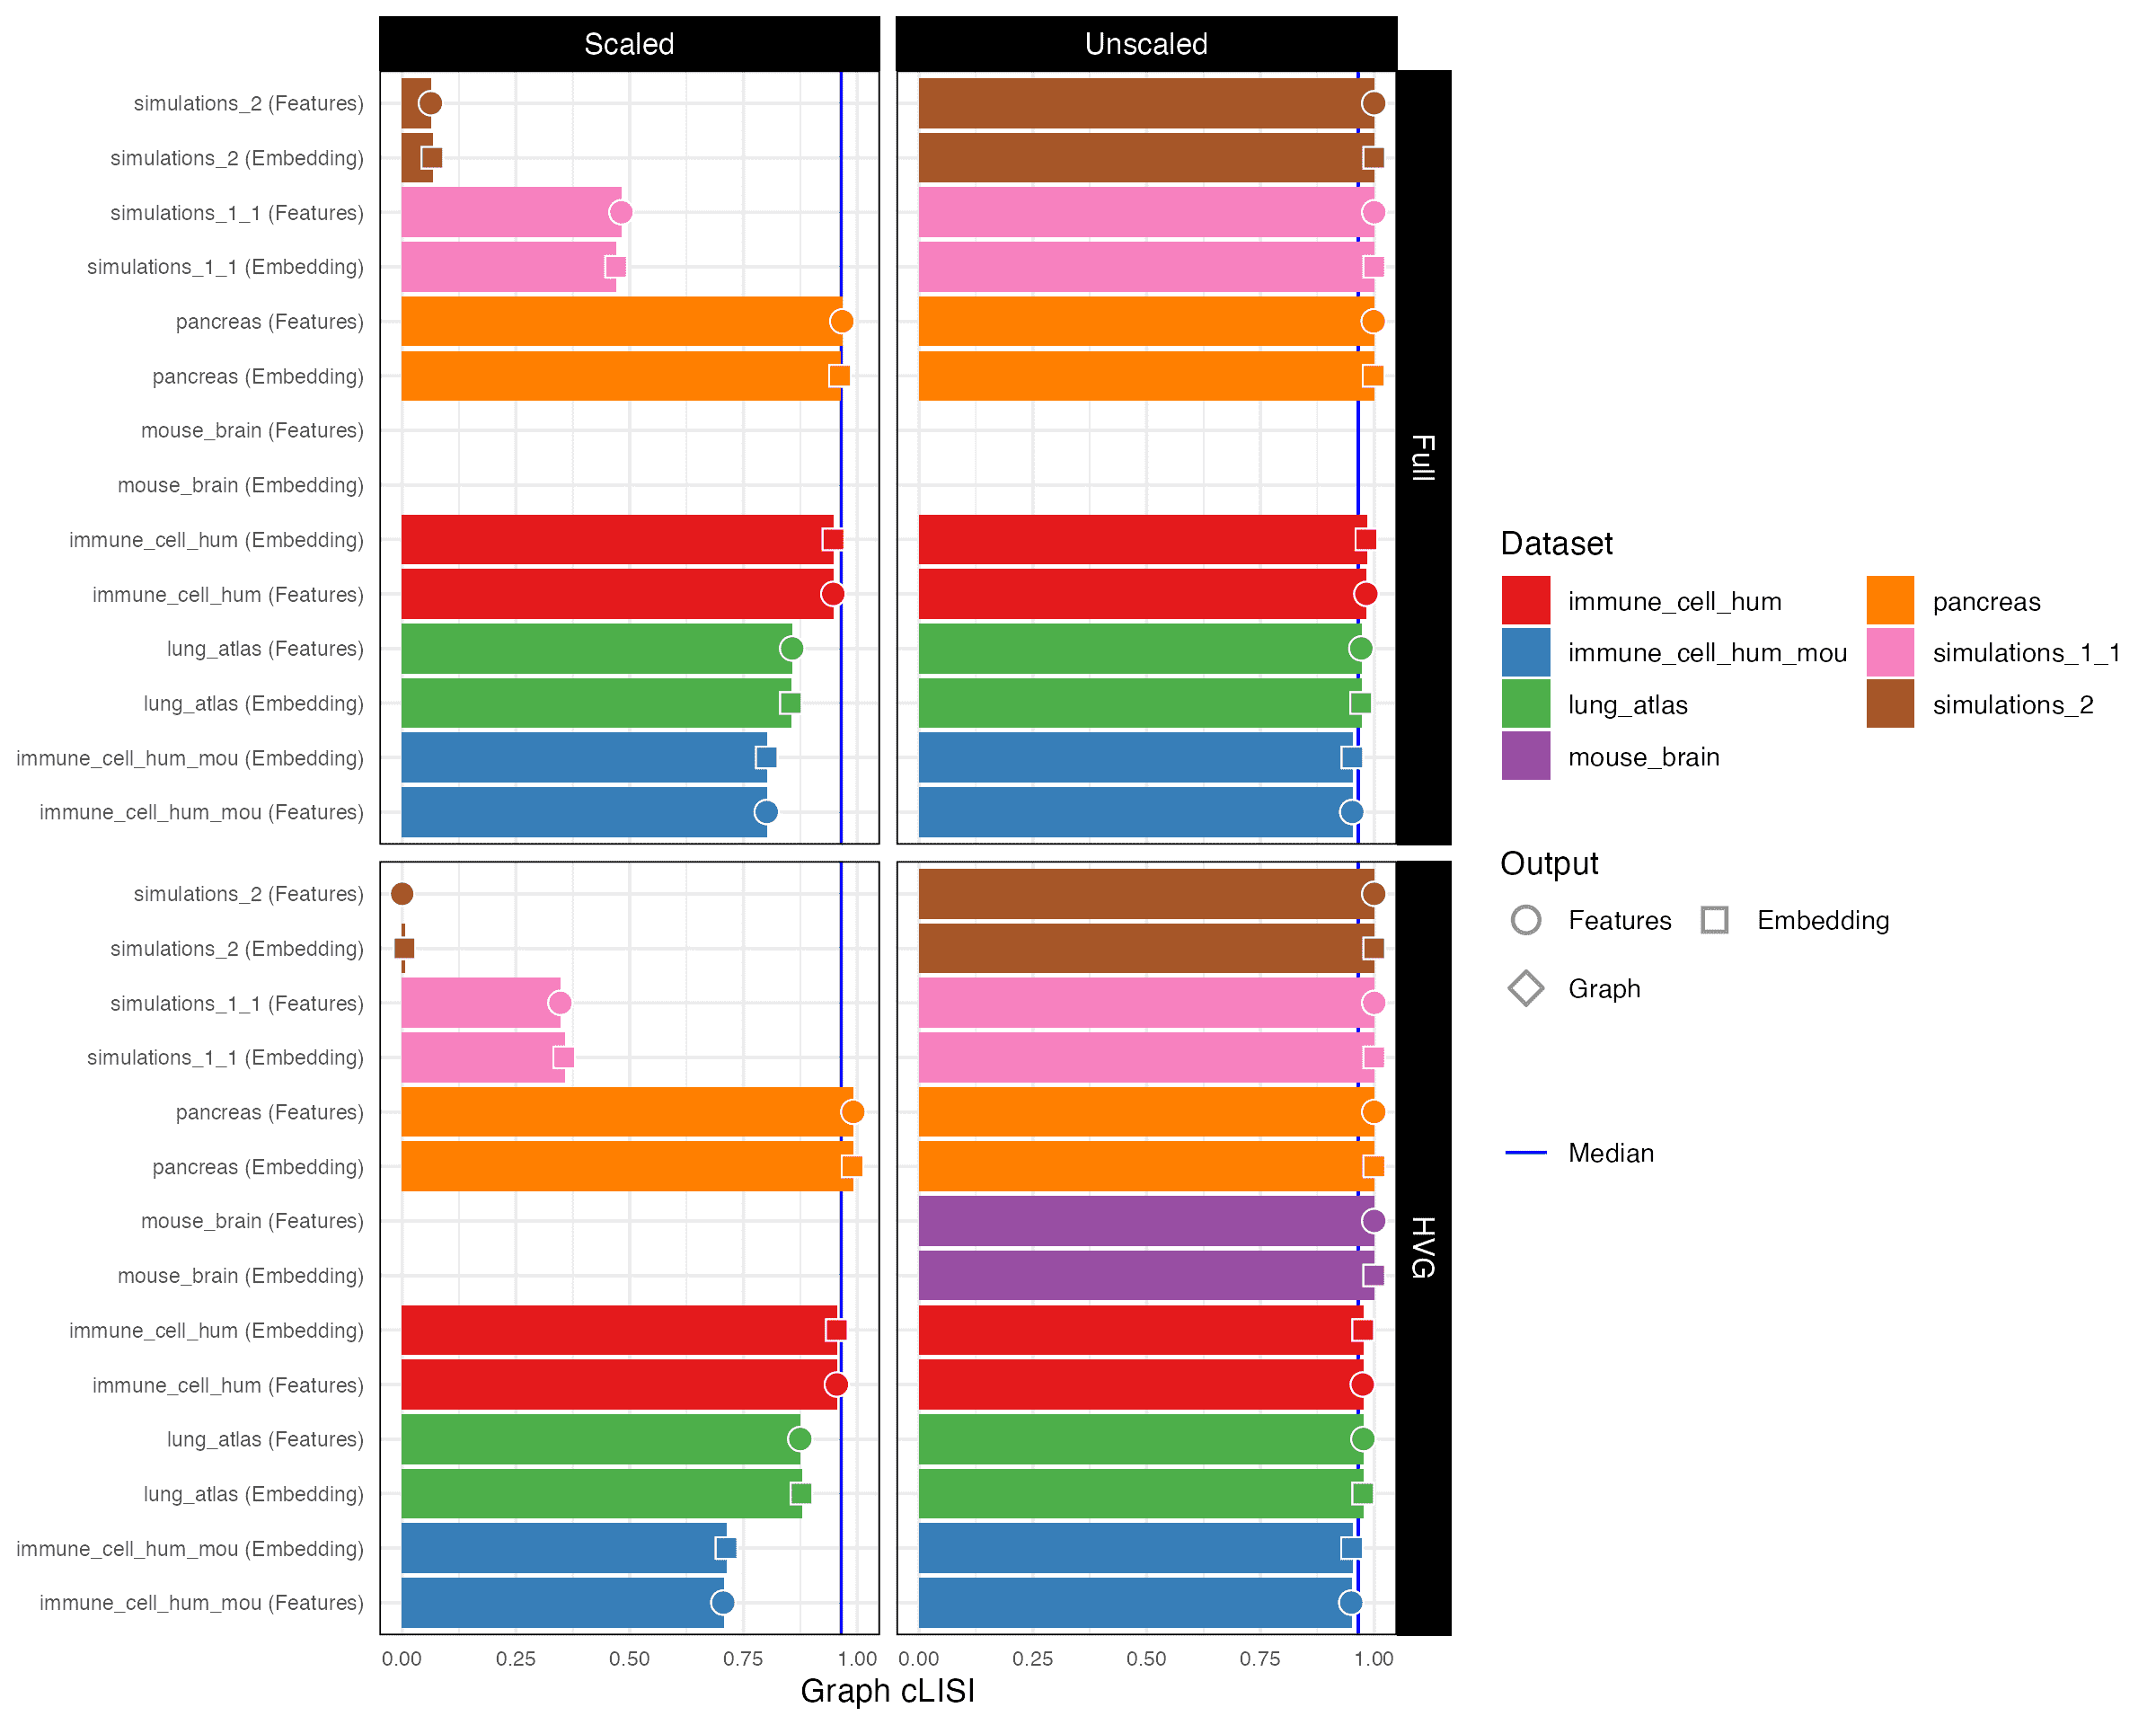 Scaled
Unscaled
simulations_2 (Features)
simulations_2 (Embedding)
simulations_1_1 (Features)
simulations_1_1 (Embedding)
pancreas (Features)
pancreas (Embedding)
mouse_brain (Features)
mouse_brain (Embedding)
immune_cell_hum (Embedding)
immune_cell_hum (Features)
lung_atlas (Features)
lung_atlas (Embedding)
immune_cell_hum_mou (Embedding)
immune_cell_hum_mou (Features)
Full
simulations_2 (Features)
simulations_2 (Embedding)
simulations_1_1 (Features)
simulations_1_1 (Embedding)
pancreas (Features)
pancreas (Embedding)
mouse_brain (Features)
mouse_brain (Embedding)
immune_cell_hum (Embedding)
immune_cell_hum (Features)
lung_atlas (Features)
lung_atlas (Embedding)
immune_cell_hum_mou (Embedding)
immune_cell_hum_mou (Features)
HVG
0.00 0.25 0.50 0.75 1.00 0.00 0.25 0.50 0.75 1.00
Graph cLISI
Dataset
immune_cell_hum pancreas
immune_cell_hum_mou simulations_1_1
lung_atlas simulations_2
mouse_brain
Output
Features Embedding
Graph
Median